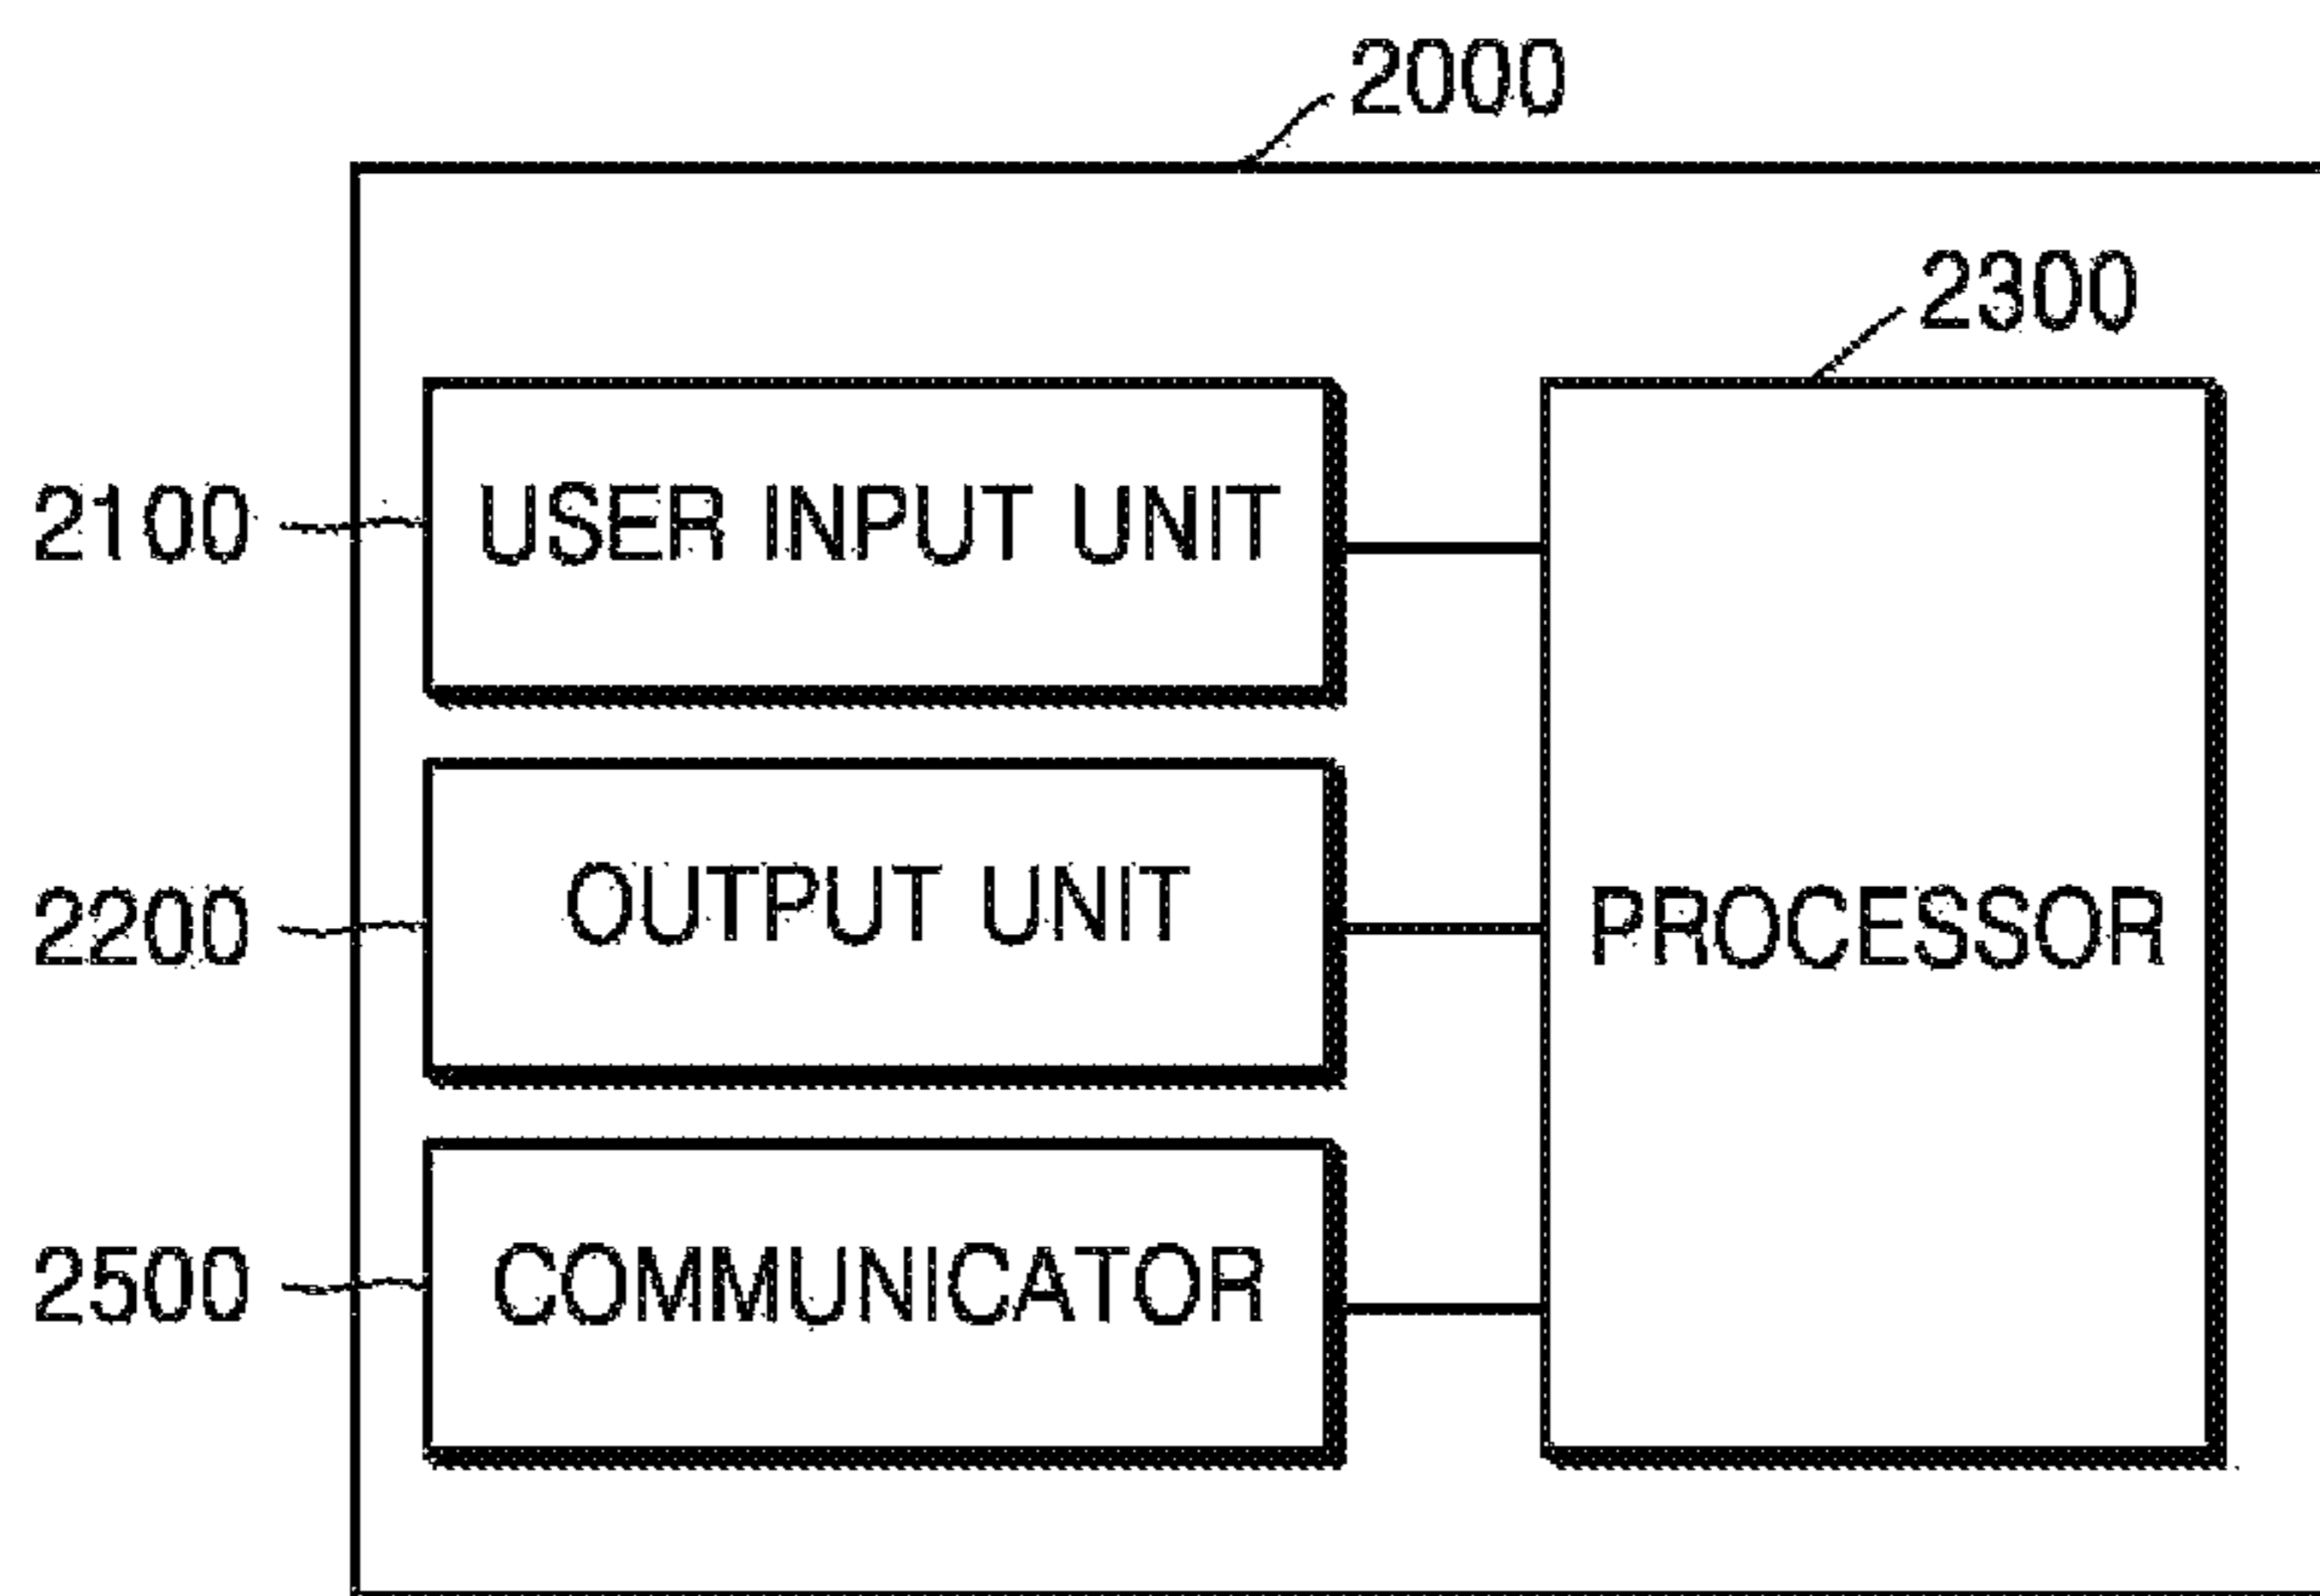 2000
2300
2100 USER INPUT UNIT
2200 OUTPUT UNIT
PROCESSOR
2500 COMMUNICATOR